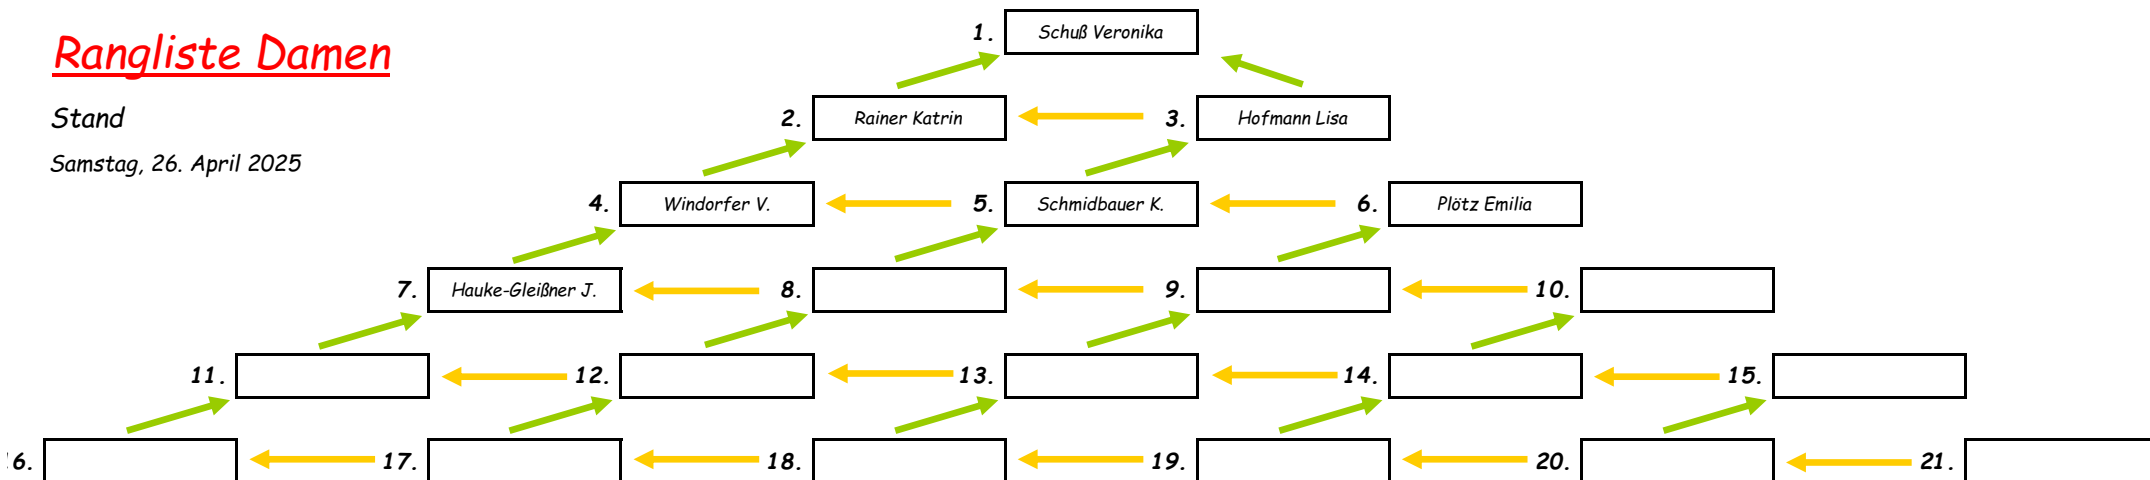 Rangliste Damen
Stand
Samstag, 26. April 2025
1. Schuß Veronika
2. Rainer Katrin 3. Hofmann Lisa
4. Windorfer V. 5. Schmidbauer K. 6. Plötz Emilia
7. Hauke-Gleißner J. 8. 9. 10.
11. 12. 13. 14. 15.
6. 17. 18. 19. 20. 21.